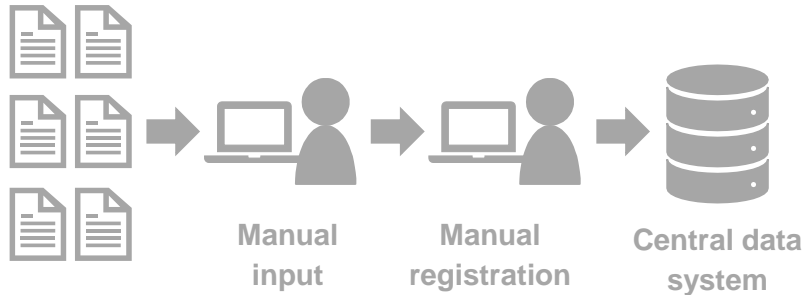 Manual
input
Manual
registration
Central data
system